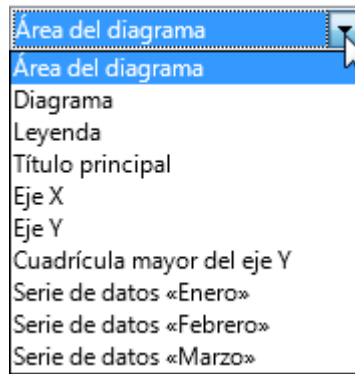 Área del diagrama
Área del diagrama
Diagrama
Leyenda
Título principal
Eje X
Eje Y
Cuadrícula mayor del eje Y
Serie de datos «Enero»
Serie de datos «Febrero»
Serie de datos «Marzo»